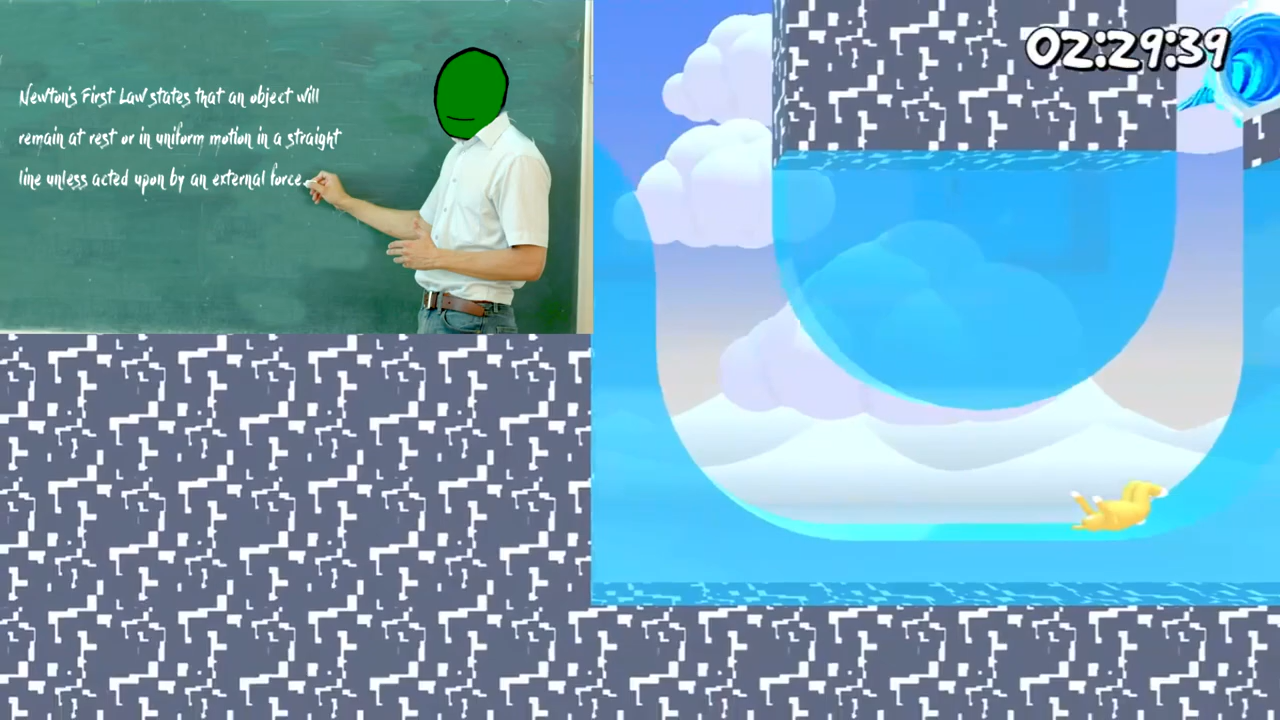 Newton's First Law states that an object will
remain at rest or in uniform motion in a straight
line unless acted upon by an external force.
02:29:39